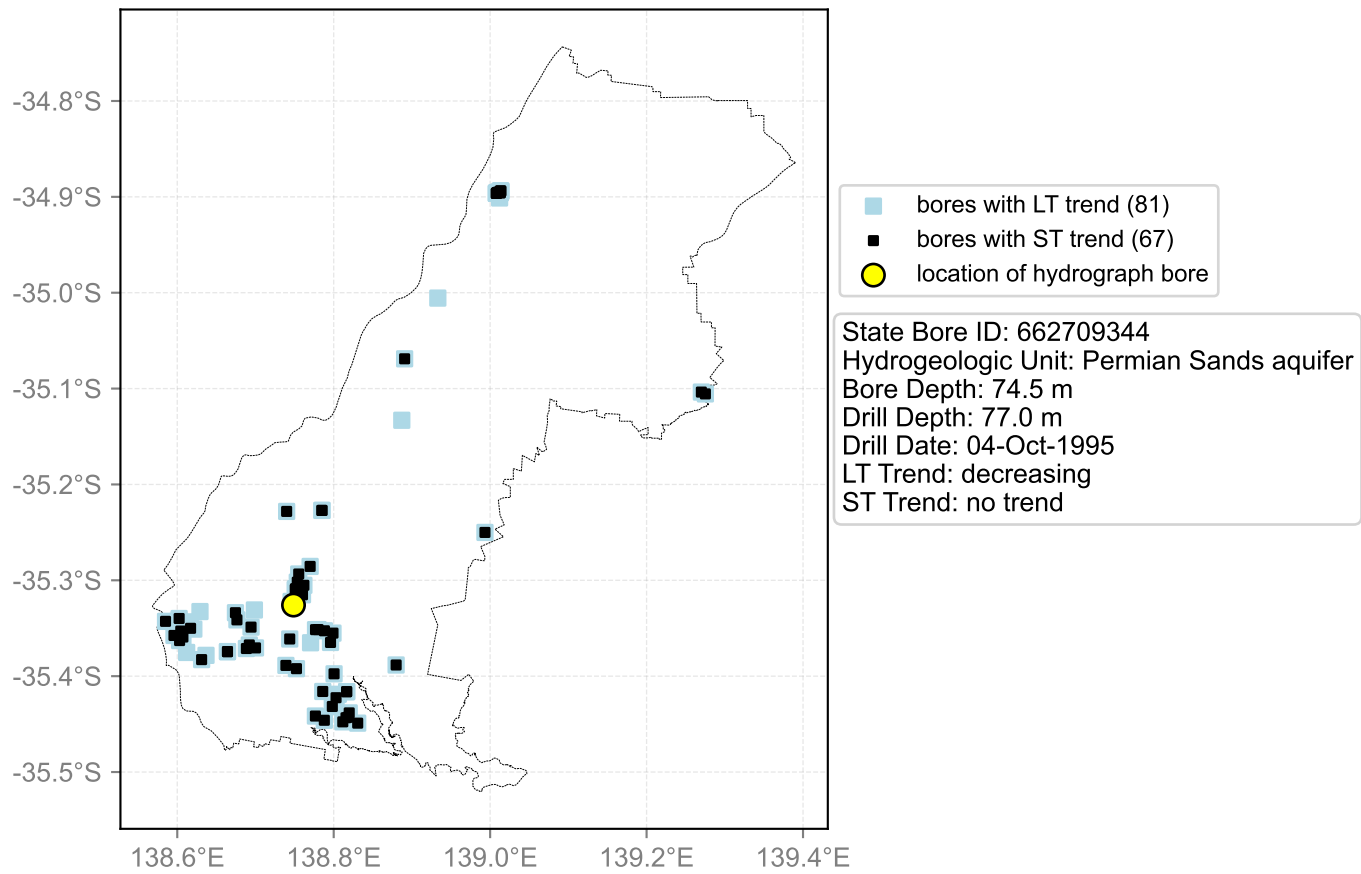 -34.8°S
-34.9°S
-35.0°S
-35.1°S
-35.2°S
-35.3°S
-35.4°S
-35.5°S
138.6°E 138.8°E 139.0°E 139.2°E 139.4°E
bores with LT trend (81)
bores with ST trend (67)
location of hydrograph bore
State Bore ID: 662709344
Hydrogeologic Unit: Permian Sands aquifer
Bore Depth: 74.5 m
Drill Depth: 77.0 m
Drill Date: 04-Oct-1995
LT Trend: decreasing
ST Trend: no trend